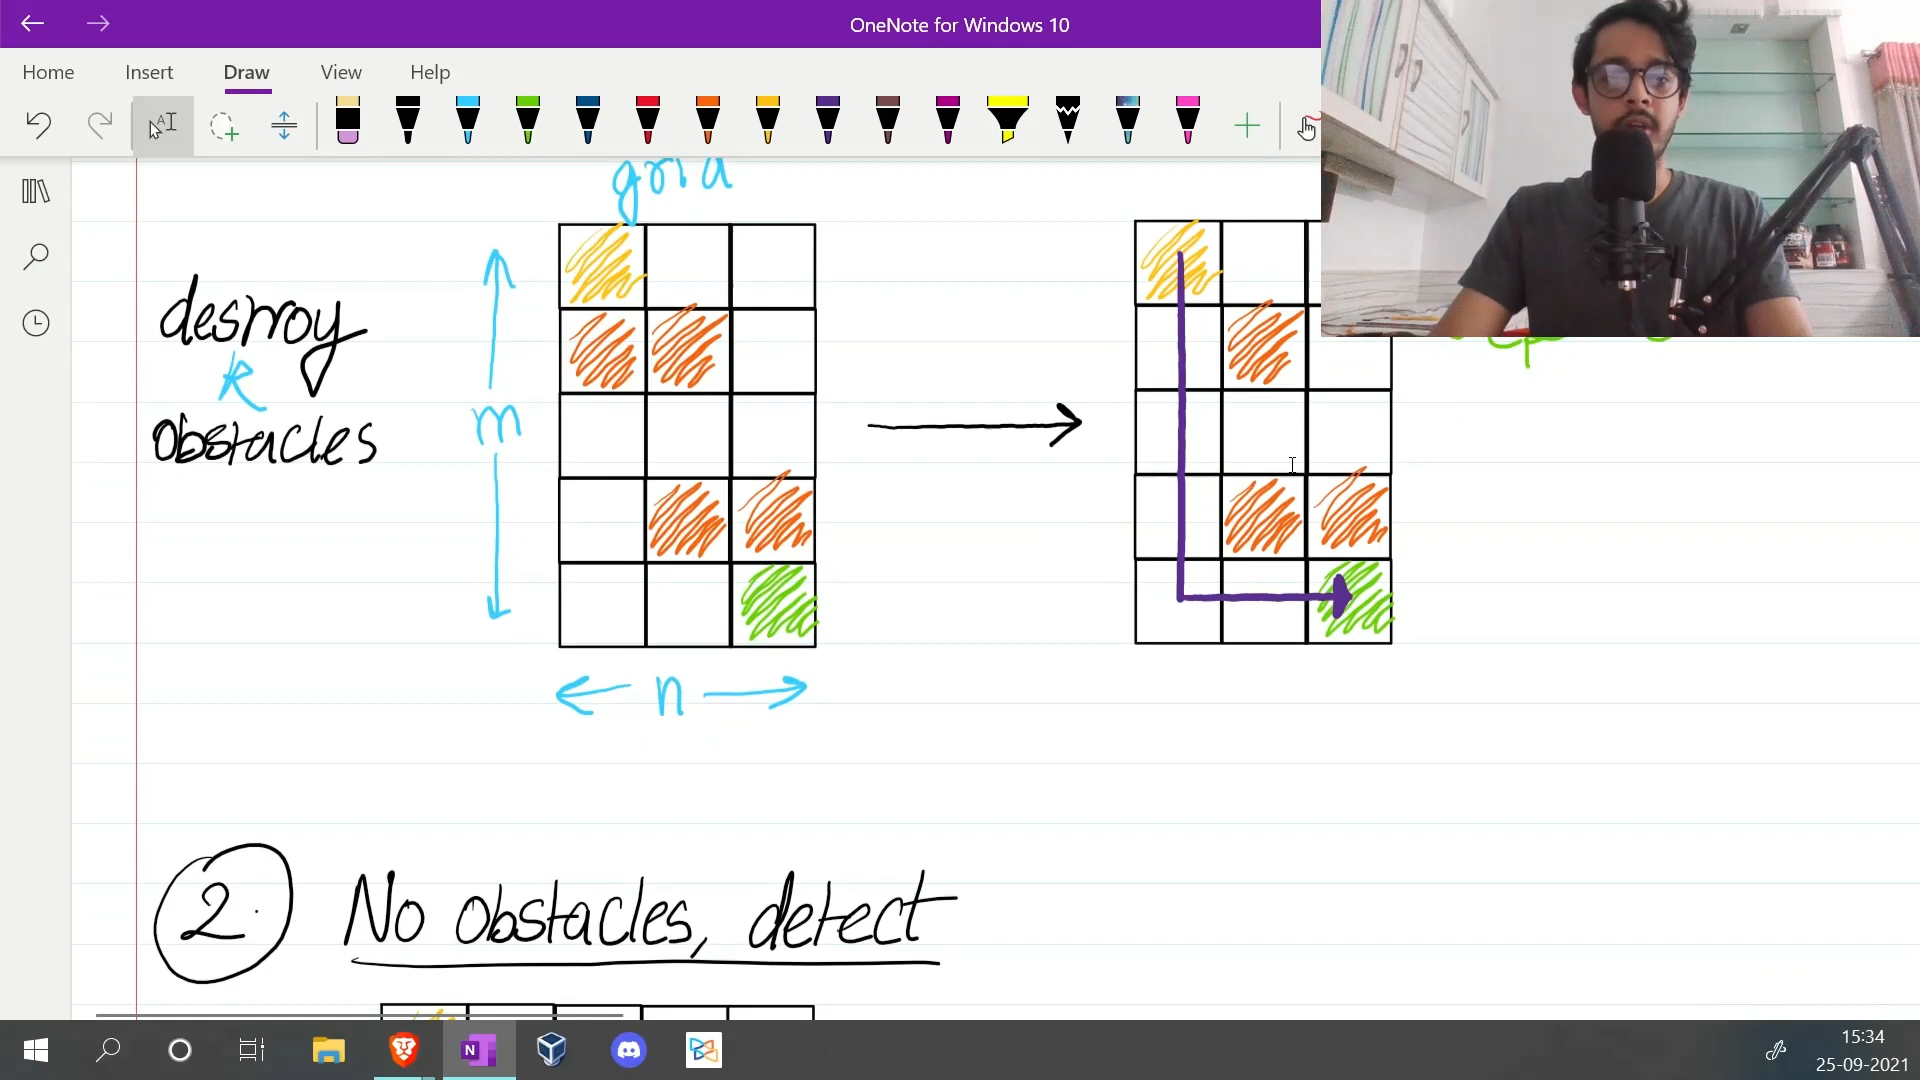 OneNote for Windows 10
Home Insert Draw View Help
grid
desroy
k
obstacles
m
n
2. No obstacles, detect
15:34
25-09-2021